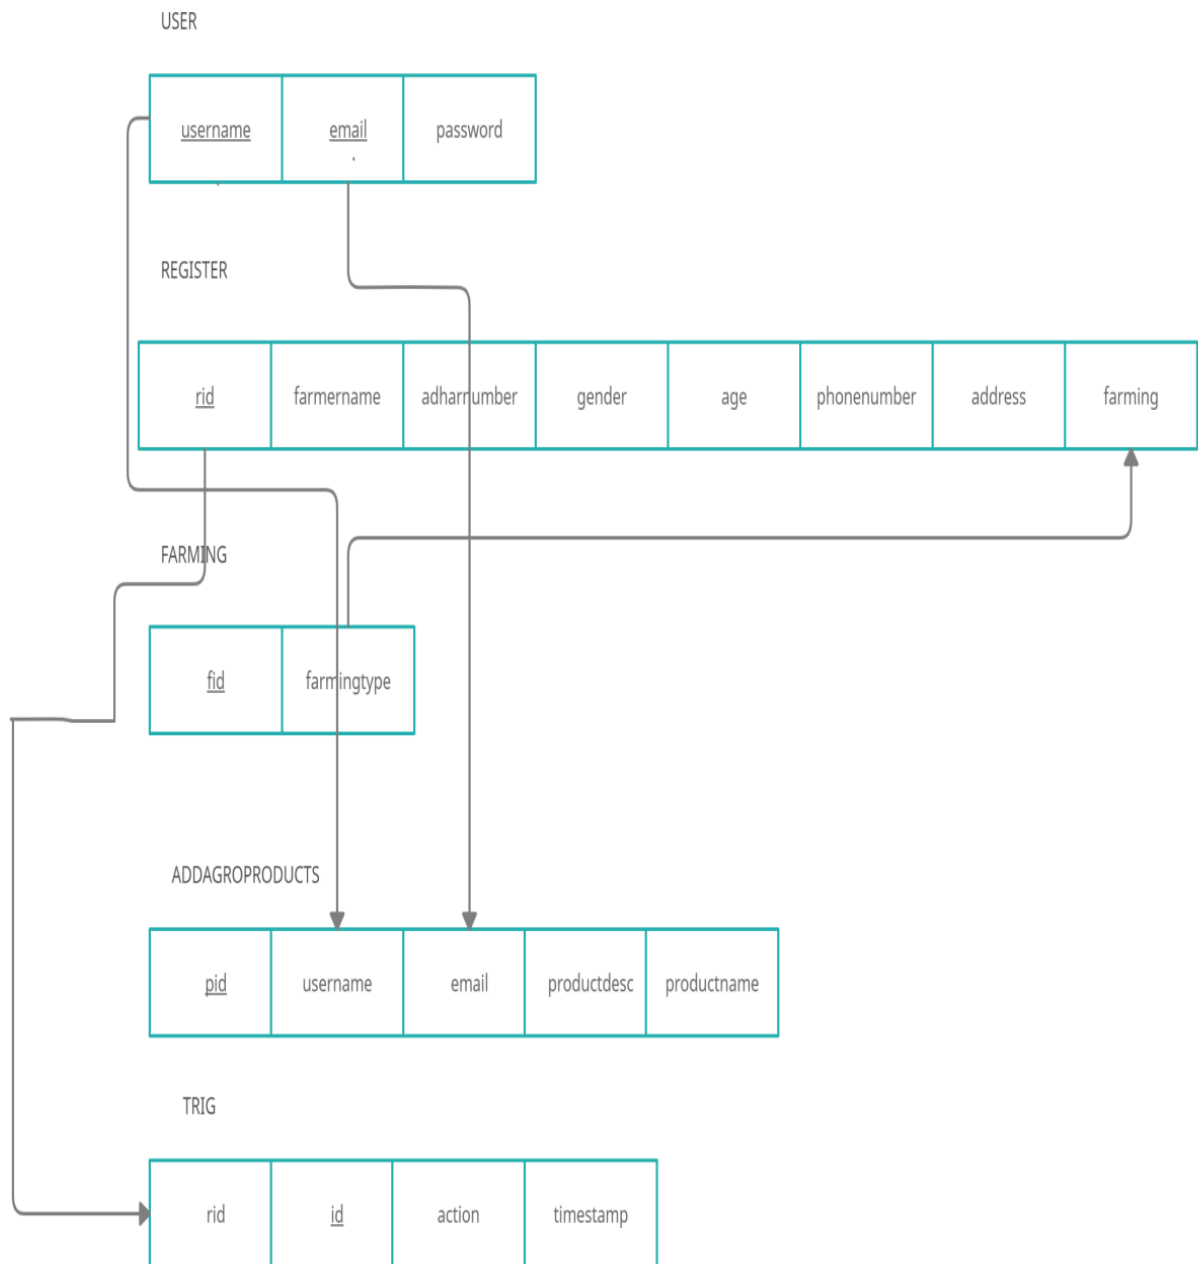 USER
username email password
REGISTER
rid farmername adharnumber gender age phonenumber address farming
FARMING
fid farmingtype
ADDAGROPRODUCTS
pid username email productdesc productname
TRIG
rid id action timestamp